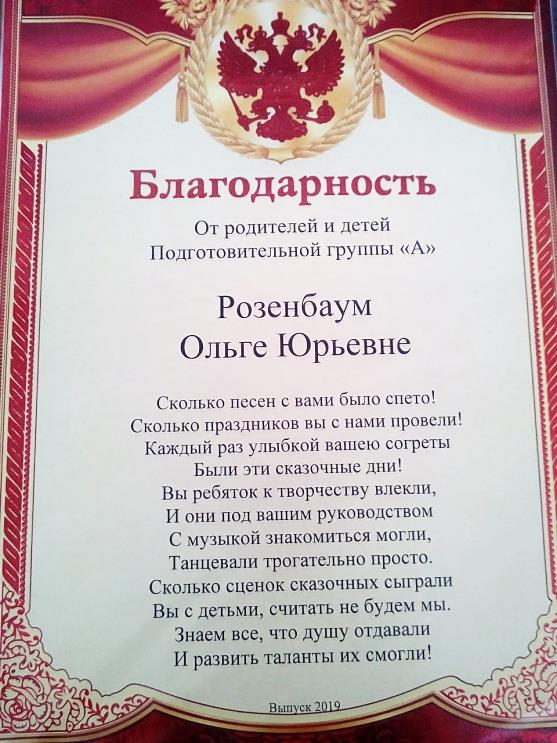 Благодарность
От родителей и детей
Подготовительной группы «А»
Розенбаум
Ольге Юрьевне
Сколько песен с вами было спето!
Сколько праздников вы с нами провели!
Каждый раз улыбкой вашею согреты
Были эти сказочные дни!
Вы ребяток к творчеству влекли,
И они под вашим руководством
С музыкой знакомиться могли,
Танцевали трогательно просто.
Сколько сценок сказочных сыграли
Вы с детьми, считать не будем мы.
Знаем все, что душу отдавали
И развить таланты их смогли!
Выпуск 2019